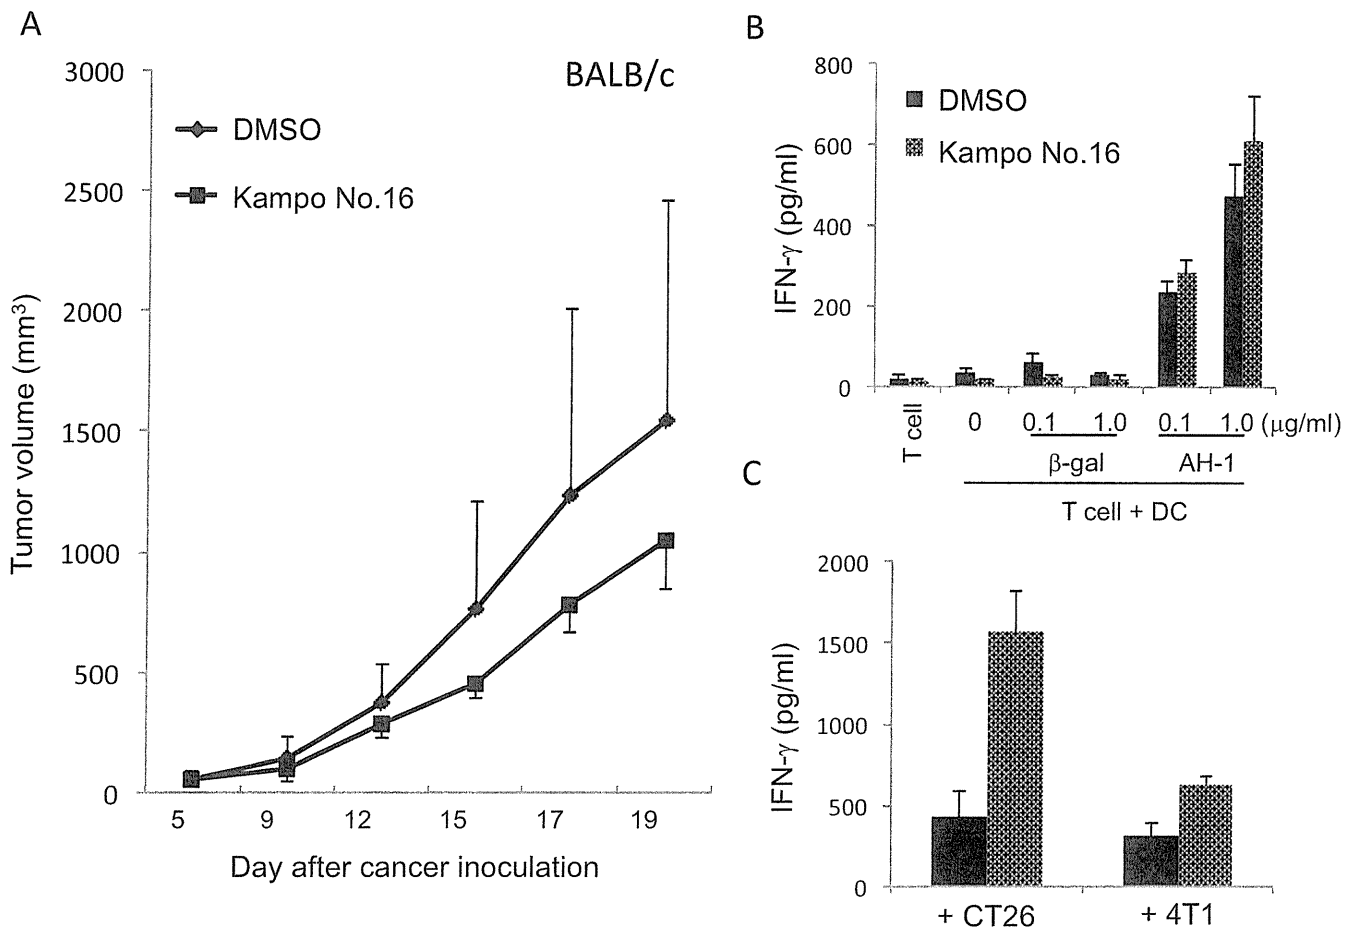 A
BALB/c
3000
2500
2000
1500
1000
500
0
Tumor volume (mm³)
DMSO
Kampo No.16
5 9 12 15 17 19
Day after cancer inoculation
B
800
600
400
200
0
IFN-γ (pg/ml)
DMSO
Kampo No.16
T cell 0 0.1 1.0 0.1 1.0 (μg/ml)
β-gal AH-1
T cell + DC
C
2000
1500
1000
500
0
IFN-γ (pg/ml)
+ CT26 + 4T1